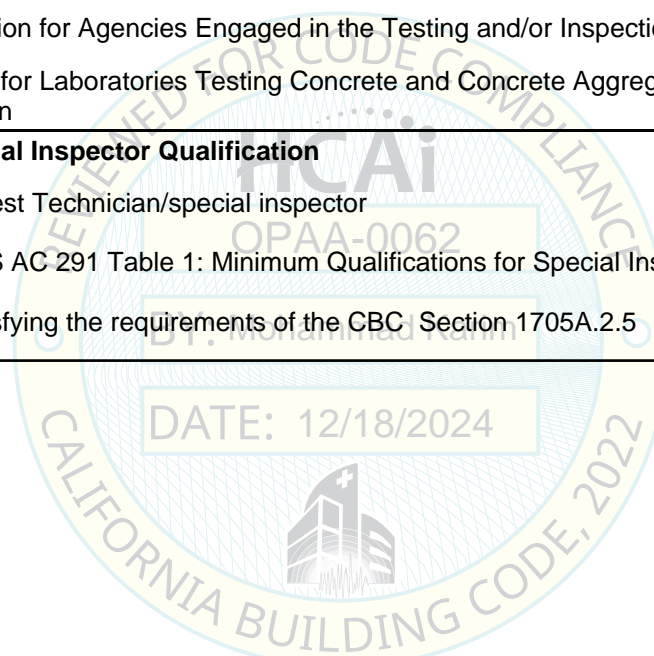 ion for Agencies Engaged in the Testing and/or Inspectio
for Laboratories Testing Concrete and Concrete Aggreg
n
al Inspector Qualification
est Technician/special inspector
S AC 291 Table 1: Minimum Qualifications for Special Ins
sfying the requirements of the CBC Section 1705A.2.5
REVIEWED FOR CODE COMPLIANCE
HCAi
OPAA-0062
BY: Mohammad Karim
DATE: 12/18/2024
CALIFORNIA BUILDING CODE, 2022